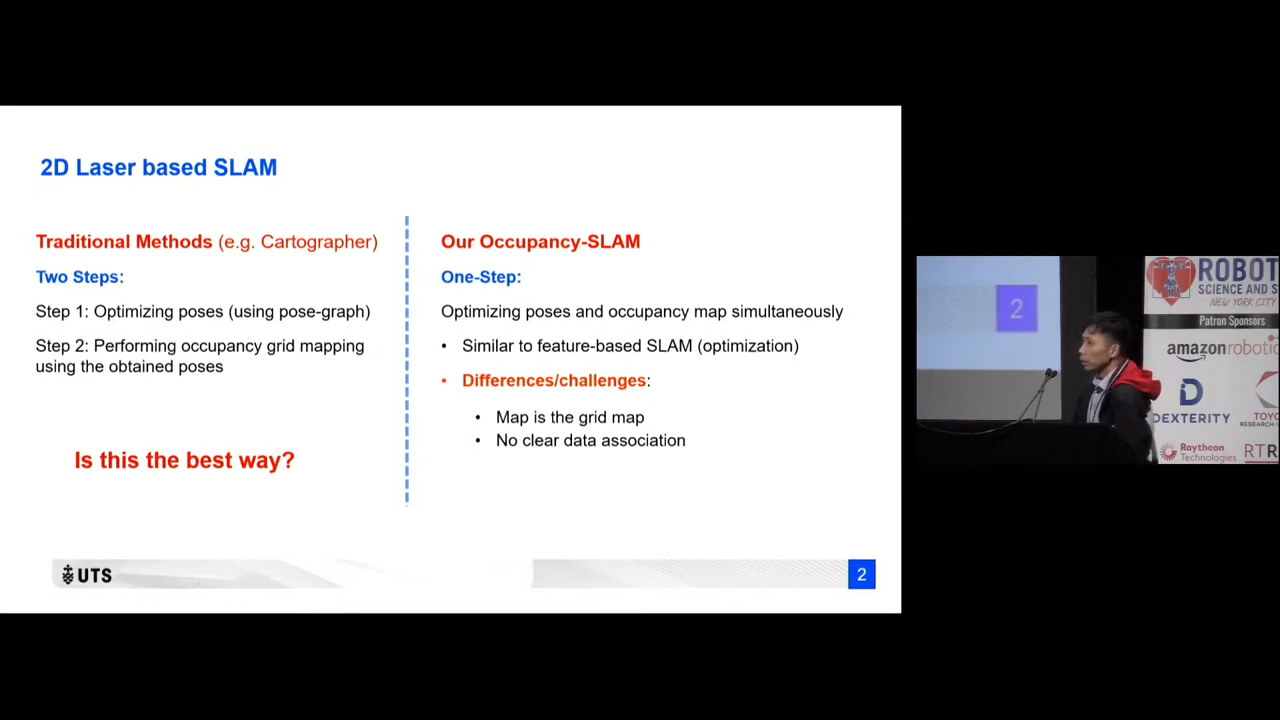 2D Laser based SLAM
Traditional Methods (e.g. Cartographer)
Two Steps:
Step 1: Optimizing poses (using pose-graph)
Step 2: Performing occupancy grid mapping
using the obtained poses
Is this the best way?
Our Occupancy-SLAM
One-Step:
Optimizing poses and occupancy map simultaneously
• Similar to feature-based SLAM (optimization)
• Differences/challenges:
• Map is the grid map
• No clear data association
UTS
2
2
ROBOT
SCIENCE AND S
NEW YORK CITY
Patron Sponsors
amazon robotic
DEXTERITY
TOYO
RESEARCH I
Raytheon
Technologies
RTR